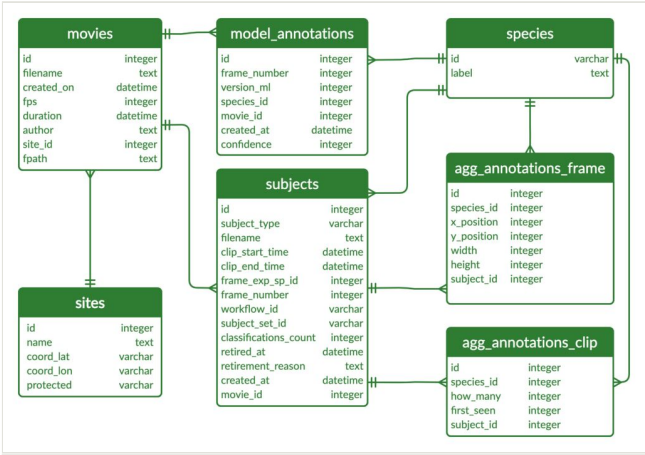 movies
id integer
filename text
created_on datetime
fps integer
duration datetime
author text
site_id integer
fpath text
model_annotations
id integer
frame_number integer
version_ml integer
species_id integer
movie_id integer
created_at datetime
confidence integer
species
id varchar
label text
subjects
id integer
subject_type varchar
filename text
clip_start_time datetime
clip_end_time datetime
frame_exp_sp_id integer
frame_number integer
workflow_id varchar
subject_set_id varchar
classifications_count integer
retired_at datetime
retirement_reason text
created_at datetime
movie_id integer
agg_annotations_frame
id integer
species_id integer
x_position integer
y_position integer
width integer
height integer
subject_id integer
sites
id integer
name text
coord_lat varchar
coord_lon varchar
protected varchar
agg_annotations_clip
id integer
species_id integer
how_many integer
first_seen integer
subject_id integer